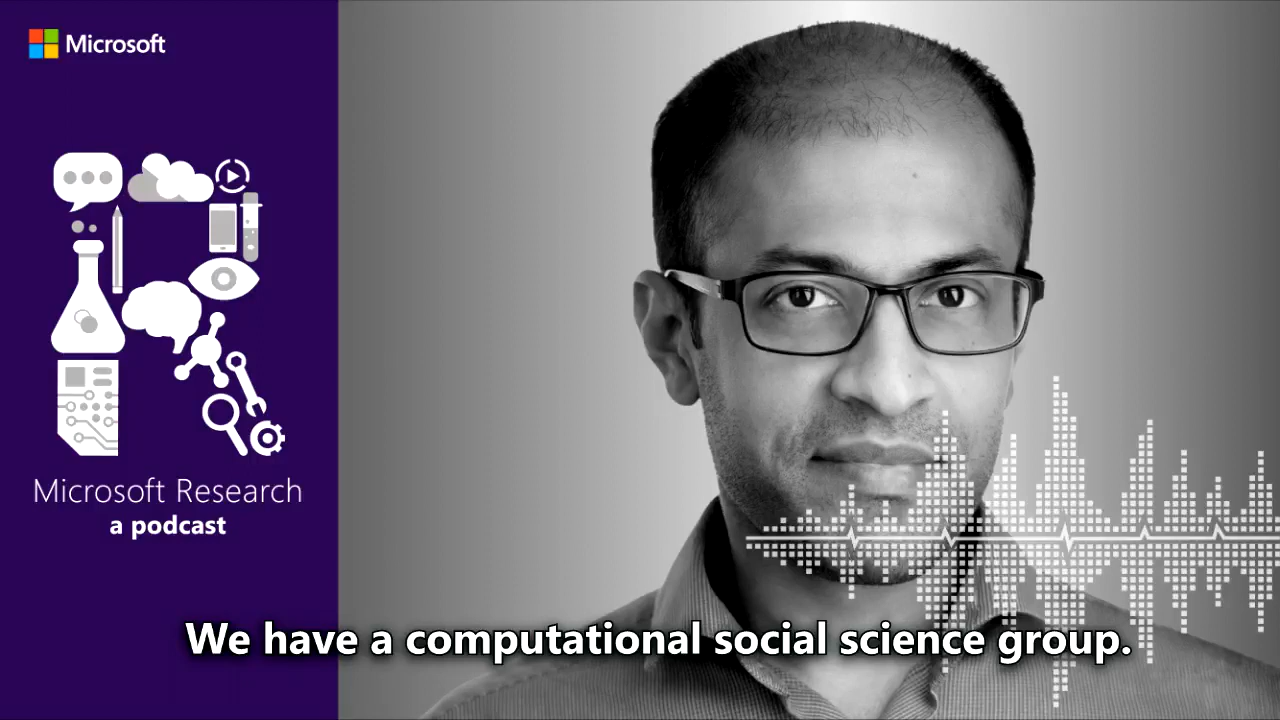 Microsoft
Microsoft Research
a podcast
We have a computational social science group.